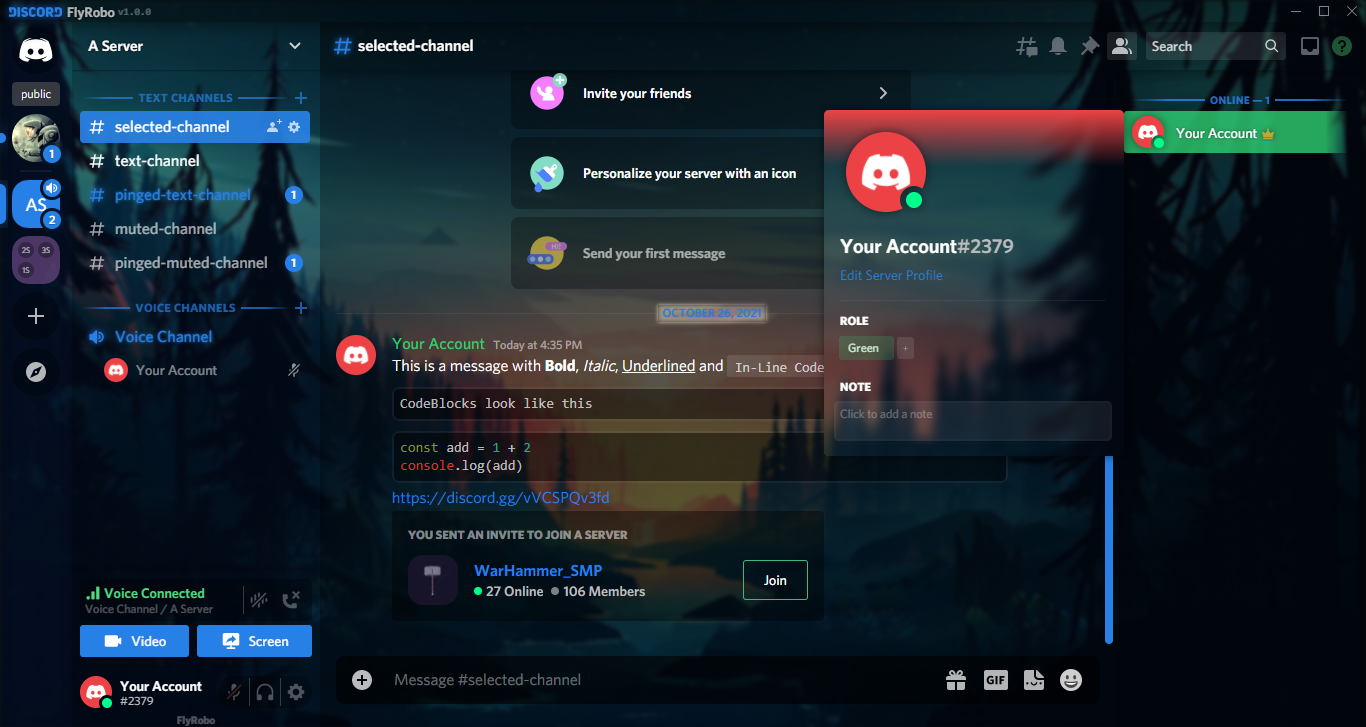 DISCORD FlyRobo v1.0.0
A Server
public
1
AS
2
2S 3S
1S
TEXT CHANNELS
# selected-channel
# text-channel
# pinged-text-channel 1
# muted-channel
# pinged-muted-channel 1
VOICE CHANNELS
Voice Channel
Your Account
Voice Connected
Voice Channel / A Server
Video
Screen
Your Account
#2379
FlyRobo
# selected-channel
Search
?
Invite your friends
Personalize your server with an icon
HI!
Send your first message
OCTOBER 26, 2021
Your Account Today at 4:35 PM
This is a message with Bold, Italic, Underlined and In-Line Code
CodeBlocks look like this
const add = 1 + 2
console.log(add)
https://discord.gg/vVCSPQv3fd
YOU SENT AN INVITE TO JOIN A SERVER
WarHammer_SMP
27 Online 106 Members
Join
Message #selected-channel
GIF
Your Account#2379
Edit Server Profile
ROLE
Green +
NOTE
Click to add a note
ONLINE — 1
Your Account